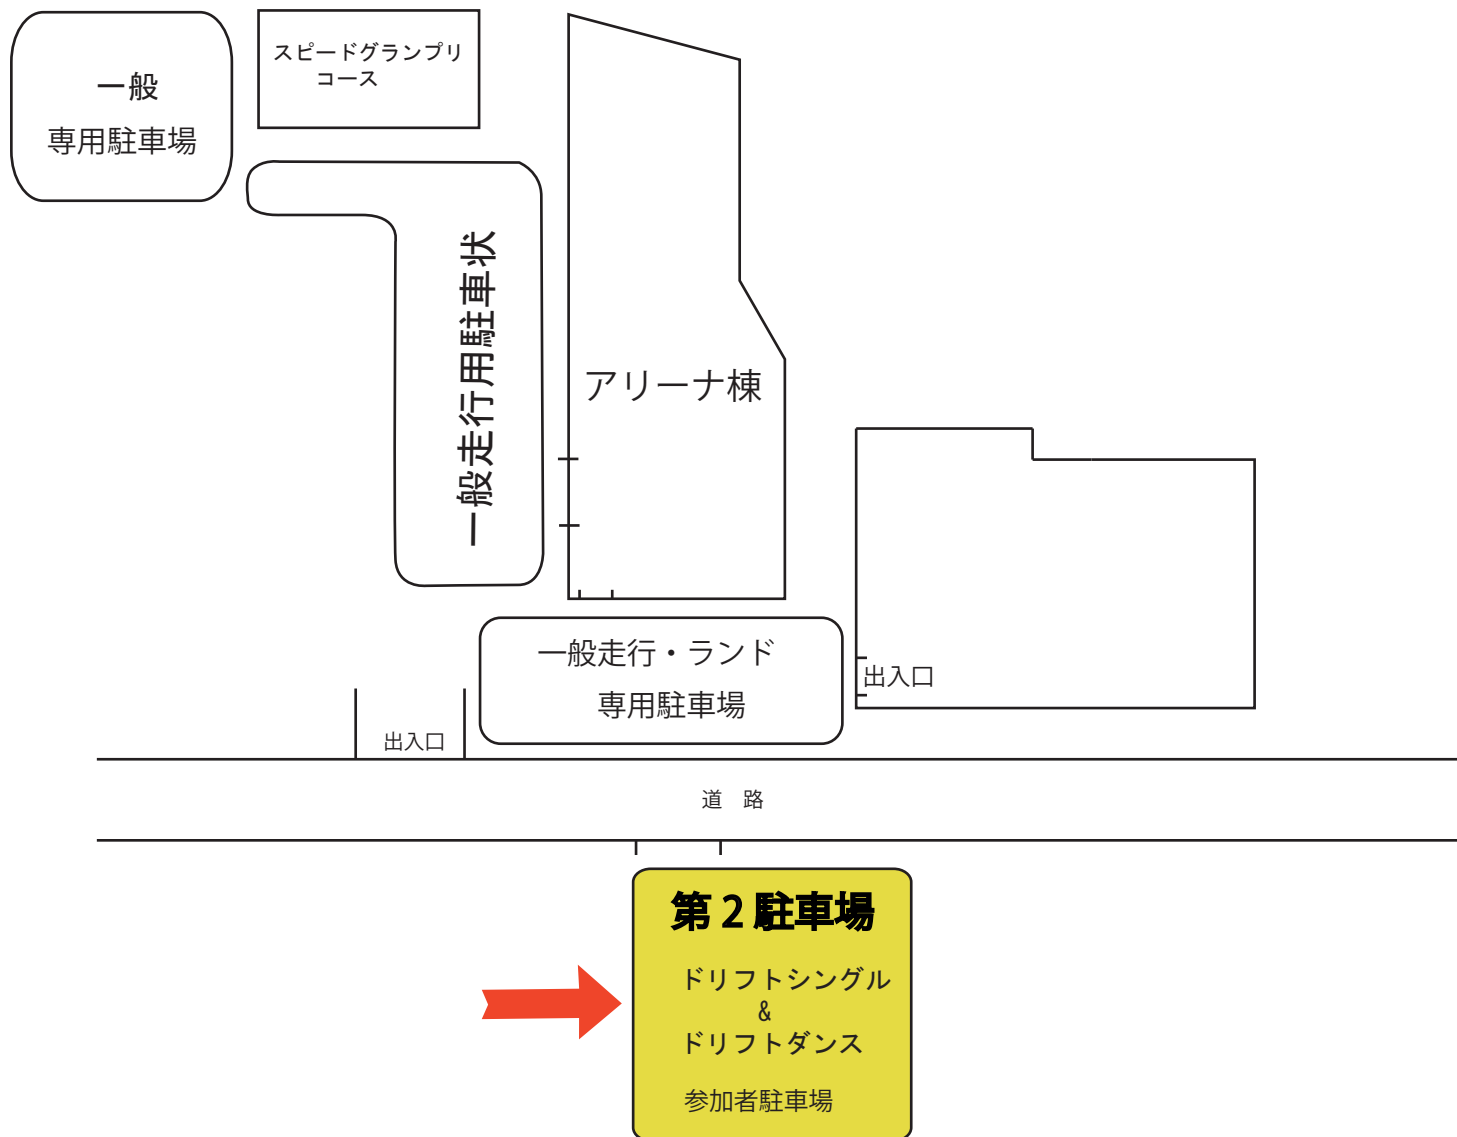 一般
専用駐車場
スピードグランプリ
コース
一般走行用駐車状
アリーナ棟
一般走行・ランド
専用駐車場
出入口
出入口
道 路
第2駐車場
ドリフトシングル
&
ドリフトダンス
参加者駐車場